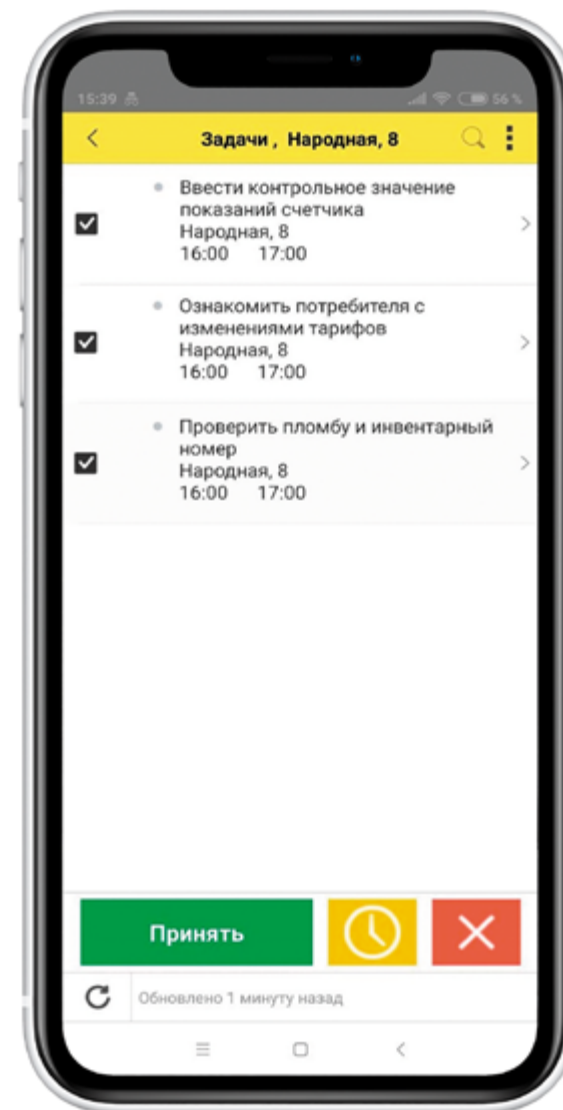 15:39 56 %
Задачи , Народная, 8
Ввести контрольное значение
показаний счетчика
Народная, 8
16:00 17:00
Ознакомить потребителя с
изменениями тарифов
Народная, 8
16:00 17:00
Проверить пломбу и инвентарный
номер
Народная, 8
16:00 17:00
Принять
Обновлено 1 минуту назад